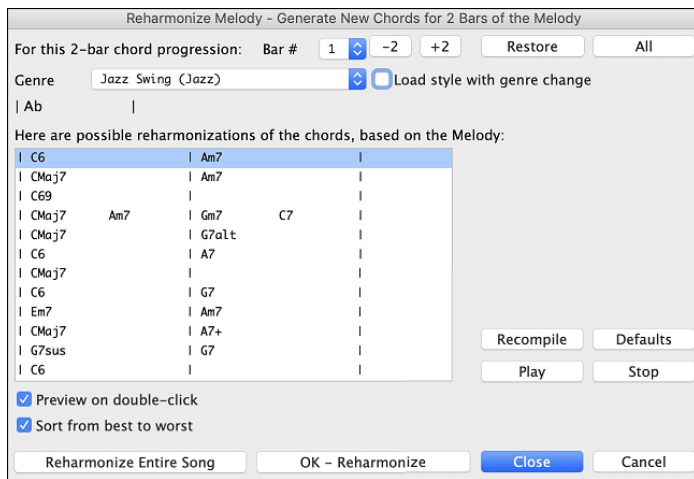 Reharmonize Melody - Generate New Chords for 2 Bars of the Melody
For this 2-bar chord progression: Bar # 1 -2 +2 Restore All
Genre Jazz Swing (Jazz) Load style with genre change
| Ab |
Here are possible reharmonizations of the chords, based on the Melody:
| C6 | Am7 |
| CMaj7 | Am7 |
| C69 | |
| CMaj7 Am7 | Gm7 C7 |
| CMaj7 | G7alt |
| C6 | A7 |
| CMaj7 | |
| C6 | G7 |
| Em7 | Am7 |
| CMaj7 | A7+ |
| G7sus | G7 |
| C6 | |
Recompile Defaults
Play Stop
Preview on double-click
Sort from best to worst
Reharmonize Entire Song OK - Reharmonize Close Cancel